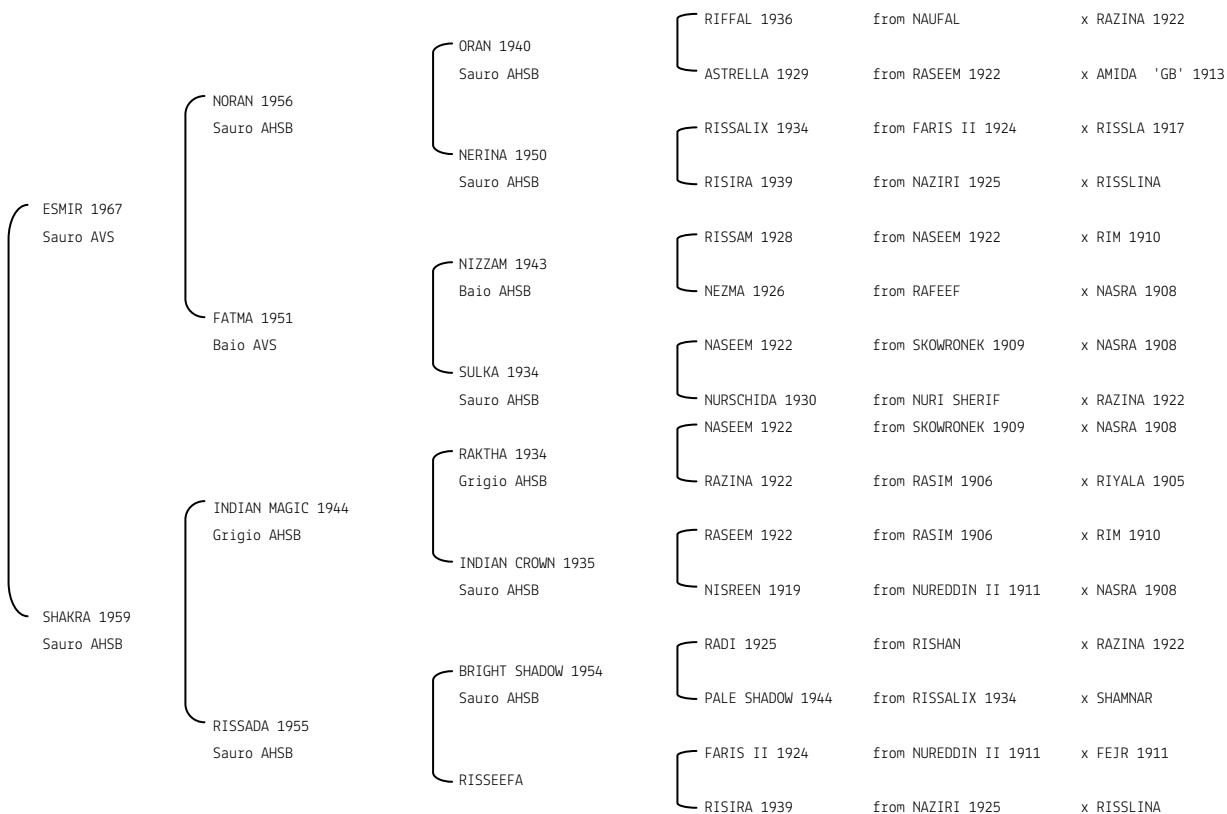 RIFFAL 1936 from NAUFAL x RAZINA 1922
ORAN 1940
Sauro AHSB ASTRELLA 1929 from RASEEM 1922 x AMIDA 'GB' 1913
NORAN 1956
Sauro AHSB RISSALIX 1934 from FARIS II 1924 x RISSLA 1917
NERINA 1950
Sauro AHSB RISIRA 1939 from NAZIRI 1925 x RISSLINA
ESMIR 1967
Sauro AVS RISSAM 1928 from NASEEM 1922 x RIM 1910
NIZZAM 1943
Baio AHSB NEZMA 1926 from RAFEEF x NASRA 1908
FATMA 1951
Baio AVS NASEEM 1922 from SKOWRONEK 1909 x NASRA 1908
SULKA 1934
Sauro AHSB NURSCHIDA 1930 from NURI SHERIF x RAZINA 1922
NASEEM 1922 from SKOWRONEK 1909 x NASRA 1908
RAKTHA 1934
Grigio AHSB RAZINA 1922 from RASIM 1906 x RIYALA 1905
INDIAN MAGIC 1944
Grigio AHSB RASEEM 1922 from RASIM 1906 x RIM 1910
INDIAN CROWN 1935
Sauro AHSB NISREEN 1919 from NUREDDIN II 1911 x NASRA 1908
SHAKRA 1959
Sauro AHSB RADI 1925 from RISHAN x RAZINA 1922
BRIGHT SHADOW 1954
Sauro AHSB PALE SHADOW 1944 from RISSALIX 1934 x SHAMNAR
RISSADA 1955
Sauro AHSB FARIS II 1924 from NUREDDIN II 1911 x FEJR 1911
RISSEEFA
RISIRA 1939 from NAZIRI 1925 x RISSLINA